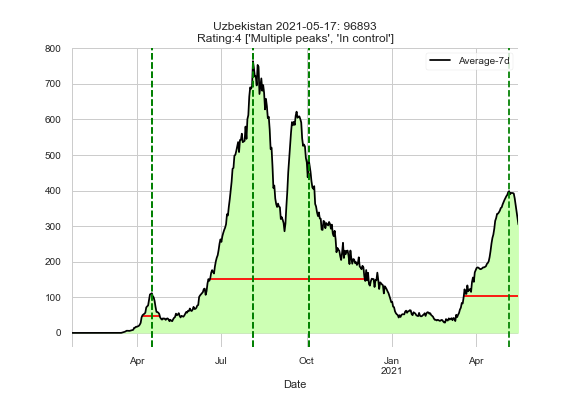 Uzbekistan 2021-05-17: 96893
Rating:4 ['Multiple peaks', 'In control']
Average-7d
800
700
600
500
400
300
200
100
0
Apr
Jul
Oct
Jan
2021
Apr
Date